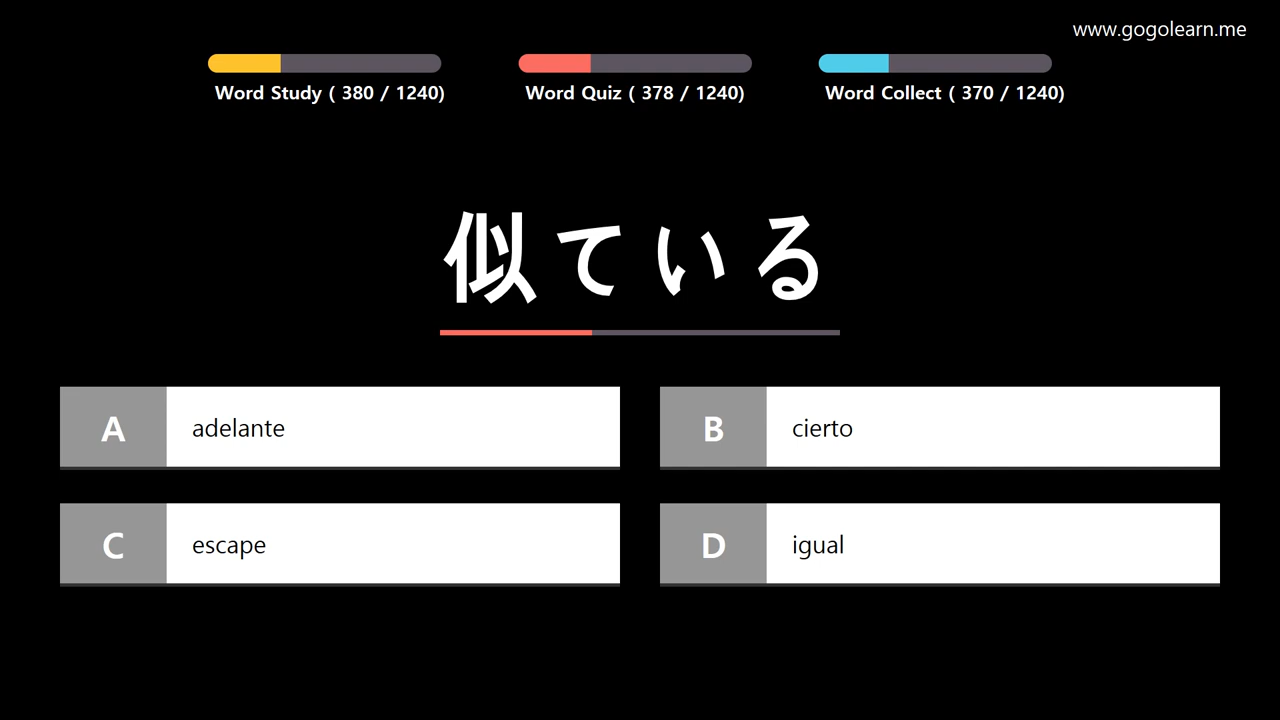 www.gogolearn.me
Word Study ( 380 / 1240)
Word Quiz ( 378 / 1240)
Word Collect ( 370 / 1240)
似ている
A adelante
B cierto
C escape
D igual